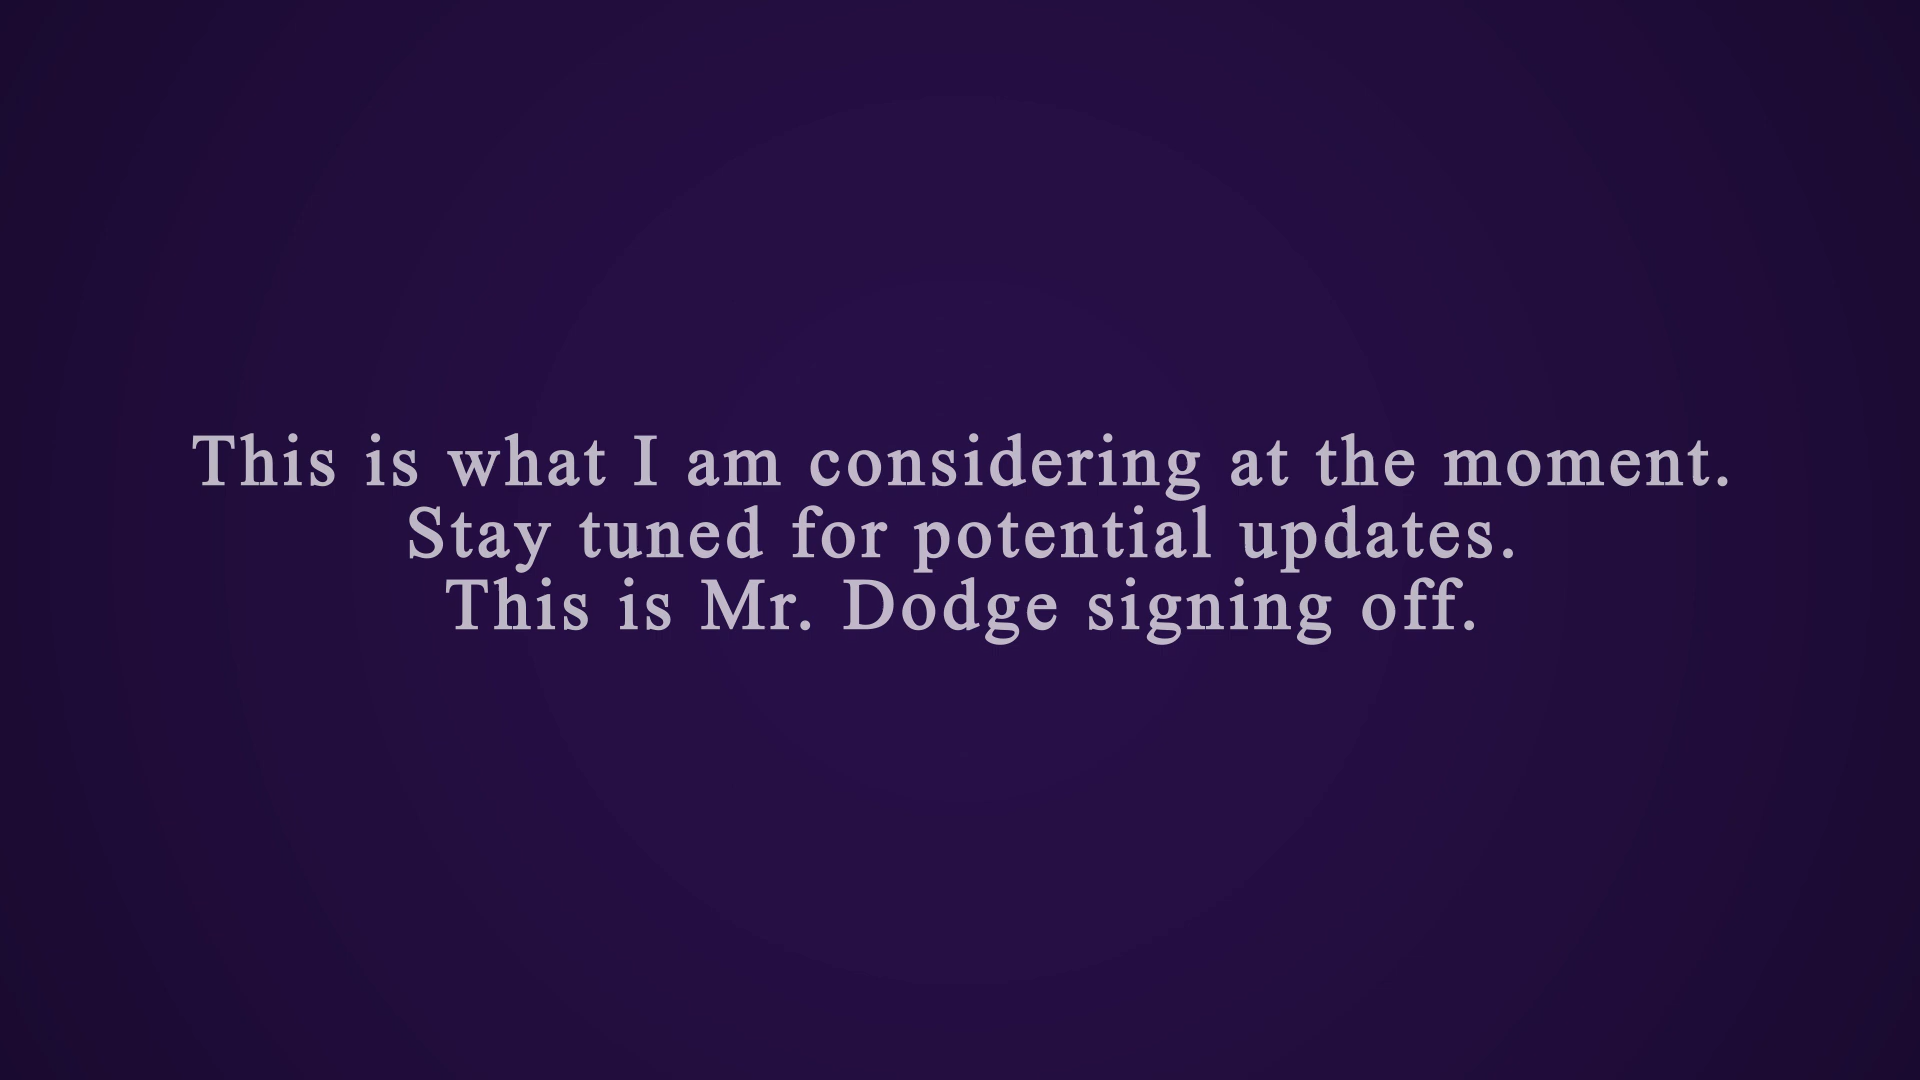 This is what I am considering at the moment.
Stay tuned for potential updates.
This is Mr. Dodge signing off.